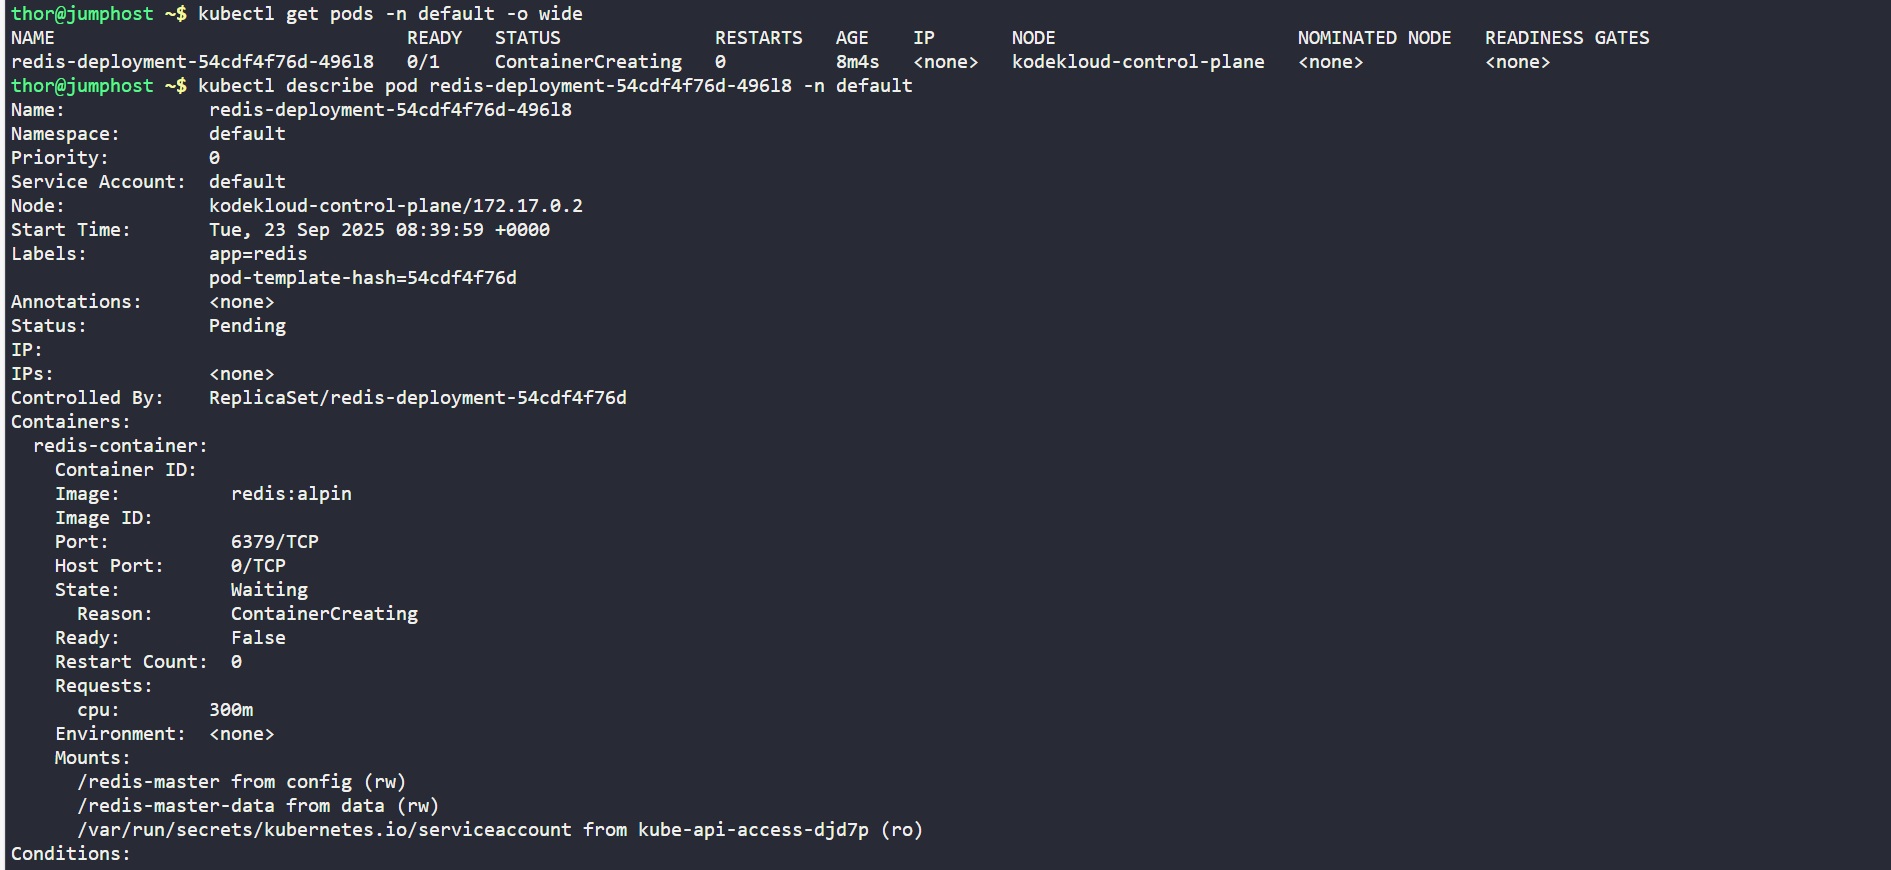 thor@jumphost ~$ kubectl get pods -n default -o wide
NAME                                READY   STATUS              RESTARTS   AGE    IP       NODE                      NOMINATED NODE   READINESS GATES
redis-deployment-54cdf4f76d-496l8   0/1     ContainerCreating   0          8m4s   <none>   kodekloud-control-plane   <none>           <none>
thor@jumphost ~$ kubectl describe pod redis-deployment-54cdf4f76d-496l8 -n default
Name:             redis-deployment-54cdf4f76d-496l8
Namespace:        default
Priority:         0
Service Account:  default
Node:             kodekloud-control-plane/172.17.0.2
Start Time:       Tue, 23 Sep 2025 08:39:59 +0000
Labels:           app=redis
                  pod-template-hash=54cdf4f76d
Annotations:      <none>
Status:           Pending
IP:
IPs:              <none>
Controlled By:    ReplicaSet/redis-deployment-54cdf4f76d
Containers:
  redis-container:
    Container ID:
    Image:          redis:alpin
    Image ID:
    Port:           6379/TCP
    Host Port:      0/TCP
    State:          Waiting
      Reason:       ContainerCreating
    Ready:          False
    Restart Count:  0
    Requests:
      cpu:        300m
    Environment:  <none>
    Mounts:
      /redis-master from config (rw)
      /redis-master-data from data (rw)
      /var/run/secrets/kubernetes.io/serviceaccount from kube-api-access-djd7p (ro)
Conditions: